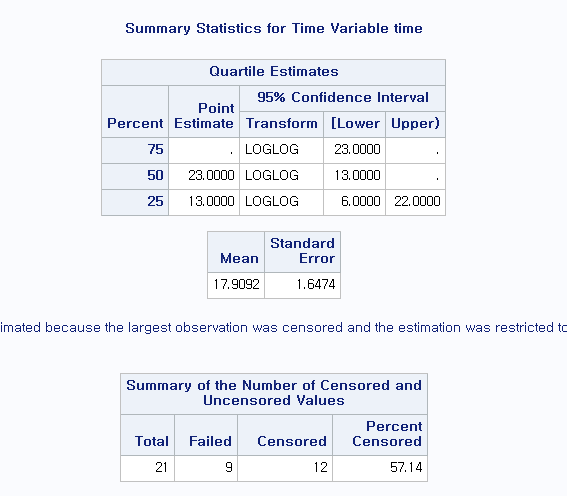 Summary Statistics for Time Variable time
Quartile Estimates
Percent Point Estimate 95% Confidence Interval
Transform [Lower Upper)
75 . LOGLOG 23.0000 .
50 23.0000 LOGLOG 13.0000 .
25 13.0000 LOGLOG 6.0000 22.0000
Mean Standard Error
17.9092 1.6474
imated because the largest observation was censored and the estimation was restricted to
Summary of the Number of Censored and
Uncensored Values
Total Failed Censored Percent Censored
21 9 12 57.14